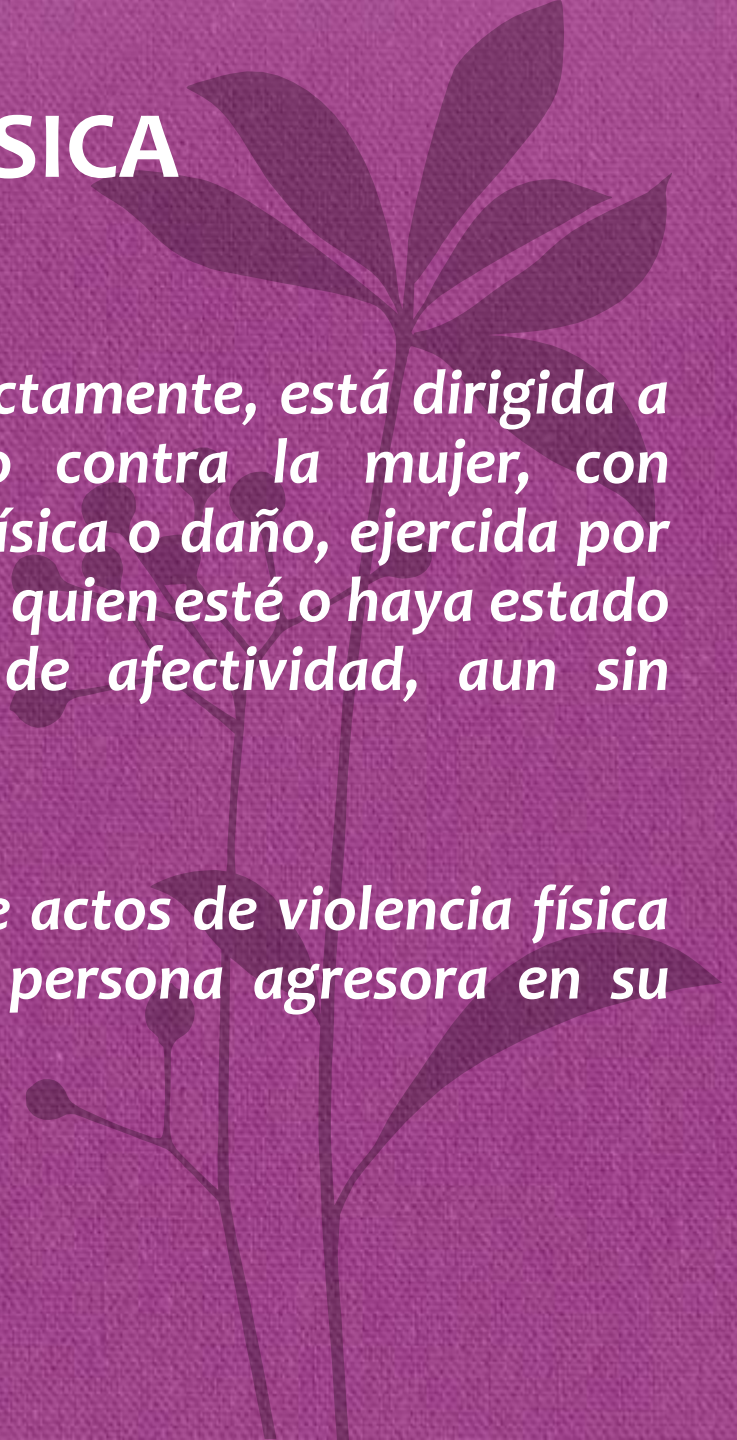 SICA
ctamente, está dirigida a
o contra la mujer, con
ísica o daño, ejercida por
quien esté o haya estado
de afectividad, aun sin
e actos de violencia física
persona agresora en su